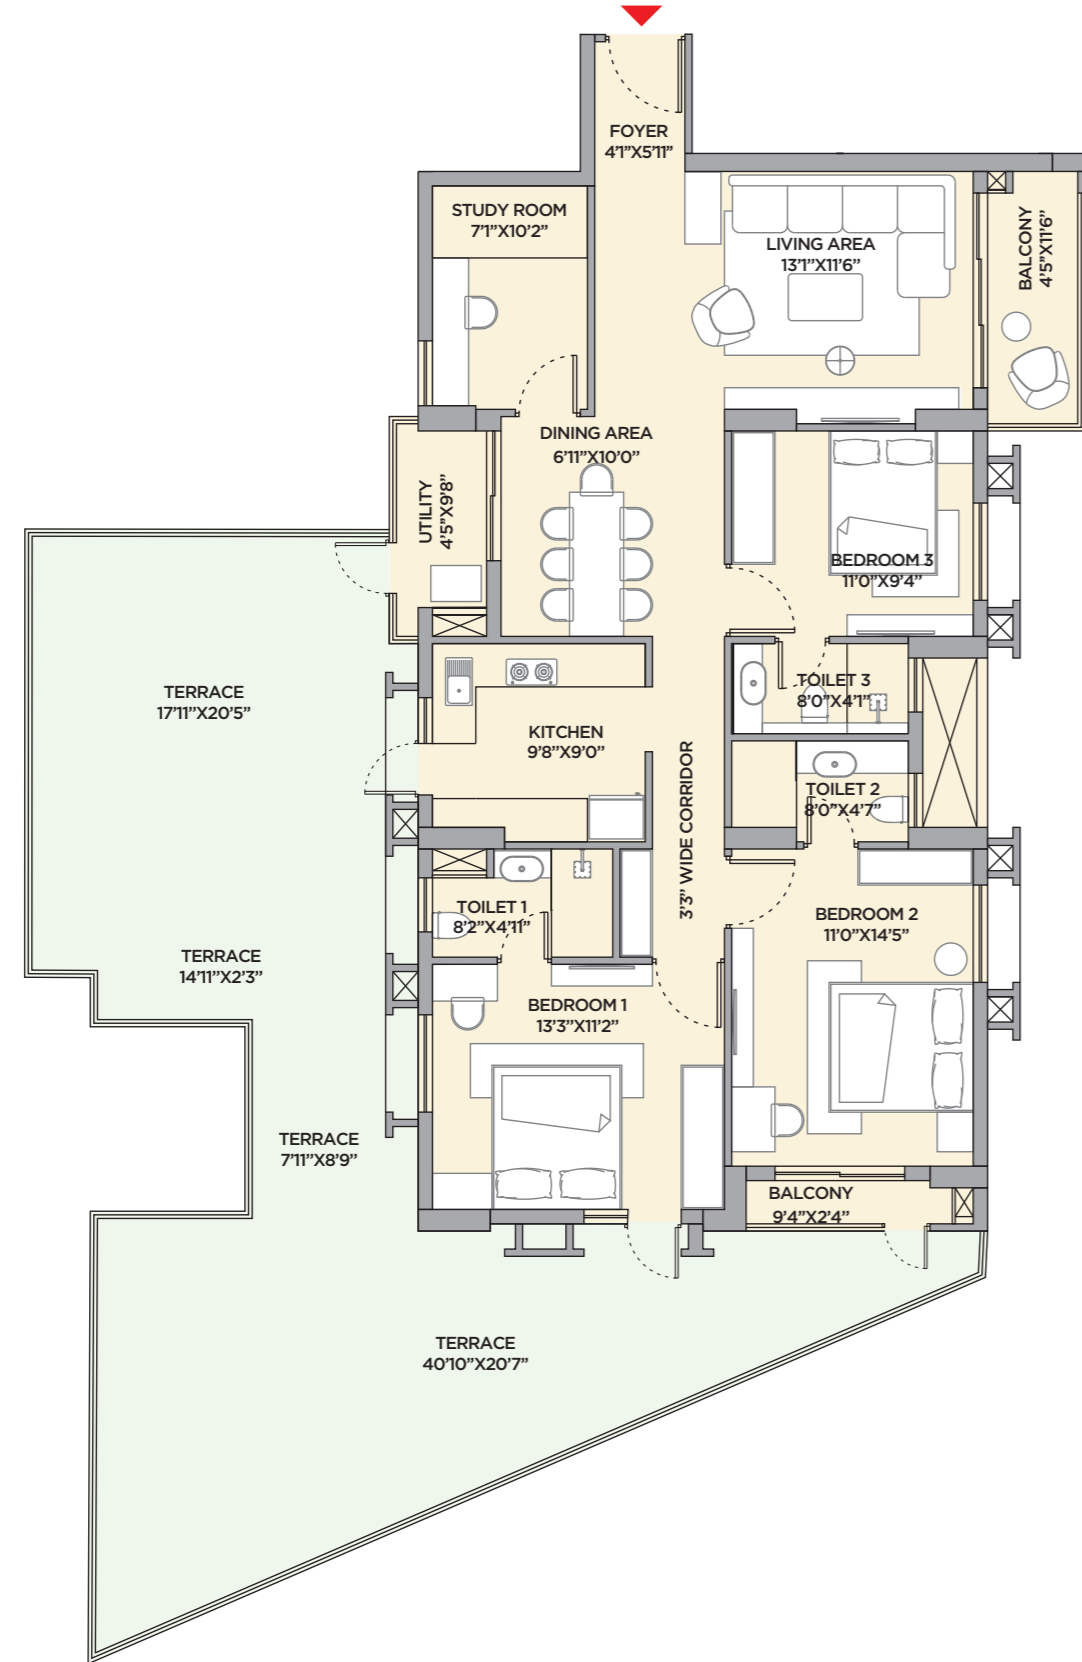 FOYER
4'1"X5'11"
STUDY ROOM
7'1"X10'2"
LIVING AREA
13'1"X11'6"
BALCONY
4'5"X11'6"
DINING AREA
6'11"X10'0"
UTILITY
4'5"X9'8"
BEDROOM 3
11'0"X9'4"
TERRACE
17'11"X20'5"
TOILET 3
8'0"X4'1"
KITCHEN
9'8"X9'0"
3'3" WIDE CORRIDOR
TOILET 2
8'0"X4'7"
TOILET 1
8'2"X4'11"
BEDROOM 2
11'0"X14'5"
TERRACE
14'11"X2'3"
BEDROOM 1
13'3"X11'2"
TERRACE
7'11"X8'9"
BALCONY
9'4"X2'4"
TERRACE
40'10"X20'7"